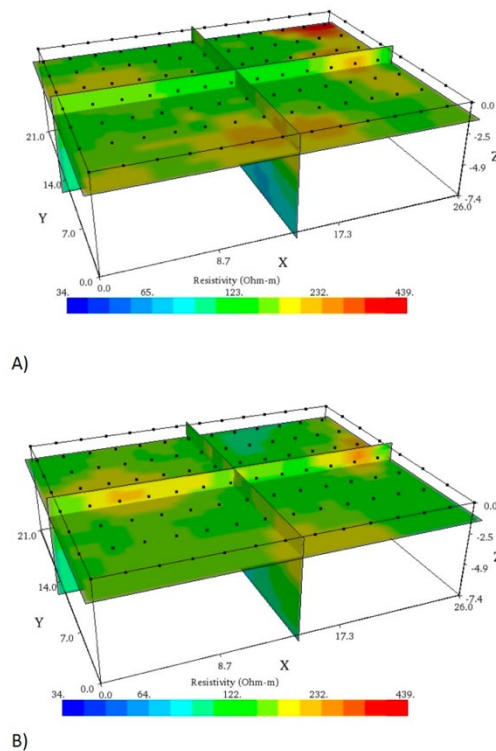 0.0
-2.5
Z
-4.9
-7.4
26.0
17.3
X
8.7
0.0
0.0
7.0
Y
14.0
21.0
Resistivity (Ohm-m)
34. 65. 123. 232. 439.
A)
0.0
-2.5
Z
-4.9
-7.4
26.0
17.3
X
8.7
0.0
0.0
7.0
Y
14.0
21.0
Resistivity (Ohm-m)
34. 64. 122. 232. 439.
B)